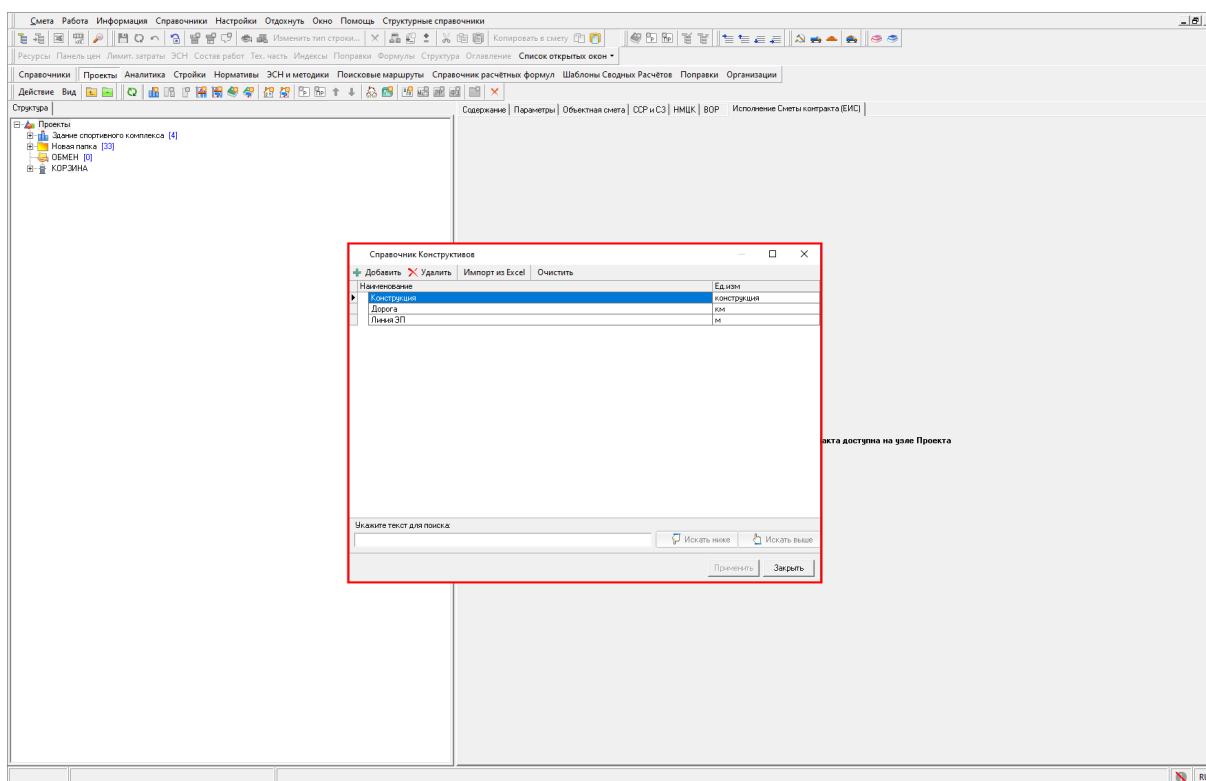 Смета Работа Информация Справочники Настройки Отдохнуть Окно Помощь Структурные справочники
Изменить тип строки... Копировать в смету
Ресурсы Панель цен Лимит. затраты ЭСН Состав работ Тех. часть Индексы Поправки Формулы Структура Оглавление Список открытых окон
Справочники Проекты Аналитика Стройки Нормативы ЭСН и методики Поисковые маршруты Справочник расчётных формул Шаблоны Сводных Расчётов Поправки Организации
Действие Вид
Структура
Содержание Параметры Объектная смета ССР и СЗ НМЦК ВОР Исполнение Сметы контракта (ЕИС)
Проекты
Здание спортивного комплекса [4]
Новая папка [33]
ОБМЕН [0]
КОРЗИНА
Справочник Конструктивов
Добавить Удалить Импорт из Excel Очистить
Наименование Ед.изм
Конструкция конструкция
Дорога км
Линия ЭП м
акта доступна на узле Проекта
Укажите текст для поиска:
Искать ниже Искать выше
Применить Закрыть